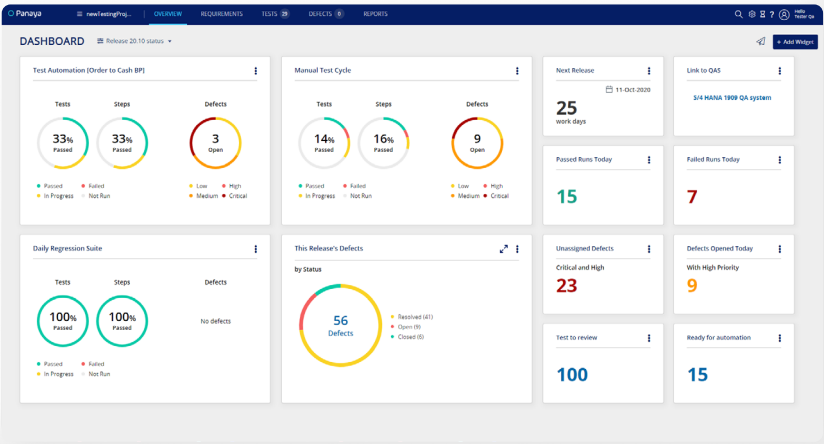 Panaya
newTestingProj...
OVERVIEW
REQUIREMENTS
TESTS 29
DEFECTS 9
REPORTS
Hello
Tester Qa
DASHBOARD
Release 20.10 status
+ Add Widget
Test Automation [Order to Cash BP]
Tests
Steps
Defects
33%
Passed
33%
Passed
3
Open
Passed
Failed
In Progress
Not Run
Low
High
Medium
Critical
Manual Test Cycle
Tests
Steps
Defects
14%
Passed
16%
Passed
9
Open
Passed
Failed
In Progress
Not Run
Low
High
Medium
Critical
Next Release
11-Oct-2020
25
work days
Link to QAS
S/4 HANA 1909 QA system
Passed Runs Today
15
Failed Runs Today
7
Daily Regression Suite
Tests
Steps
Defects
100%
Passed
100%
Passed
No defects
Passed
Failed
In Progress
Not Run
This Release's Defects
by Status
56
Defects
Resolved (41)
Open (9)
Closed (6)
Unassigned Defects
Critical and High
23
Defects Opened Today
With High Priority
9
Test to review
100
Ready for automation
15